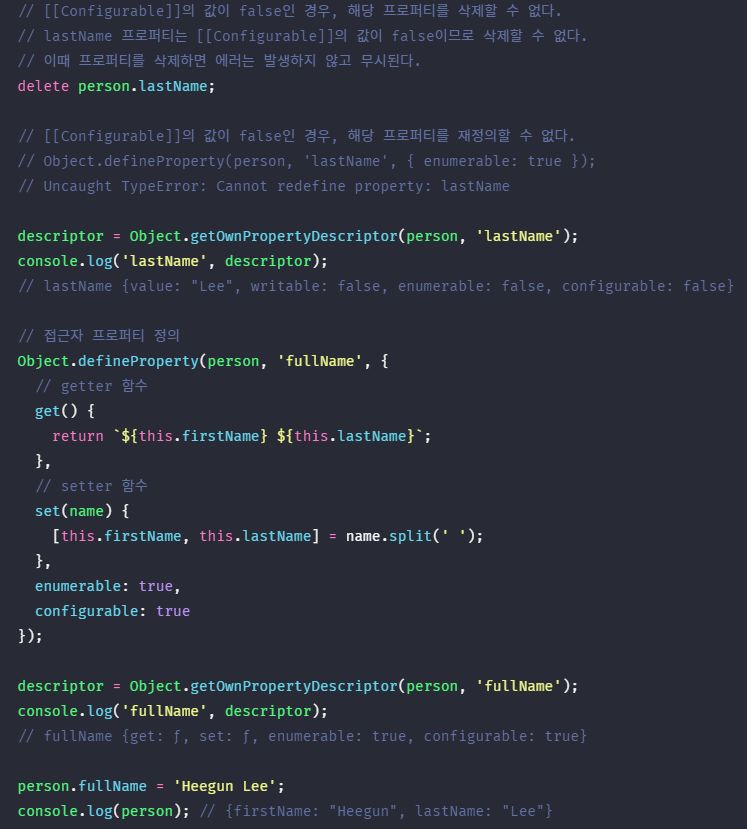 // [[Configurable]]의 값이 false인 경우, 해당 프로퍼티를 삭제할 수 없다.
// lastName 프로퍼티는 [[Configurable]]의 값이 false이므로 삭제할 수 없다.
// 이때 프로퍼티를 삭제하면 에러는 발생하지 않고 무시된다.
delete person.lastName;

// [[Configurable]]의 값이 false인 경우, 해당 프로퍼티를 재정의할 수 없다.
// Object.defineProperty(person, 'lastName', { enumerable: true });
// Uncaught TypeError: Cannot redefine property: lastName

descriptor = Object.getOwnPropertyDescriptor(person, 'lastName');
console.log('lastName', descriptor);
// lastName {value: "Lee", writable: false, enumerable: false, configurable: false}

// 접근자 프로퍼티 정의
Object.defineProperty(person, 'fullName', {
  // getter 함수
  get() {
    return `${this.firstName} ${this.lastName}`;
  },
  // setter 함수
  set(name) {
    [this.firstName, this.lastName] = name.split(' ');
  },
  enumerable: true,
  configurable: true
});

descriptor = Object.getOwnPropertyDescriptor(person, 'fullName');
console.log('fullName', descriptor);
// fullName {get: ƒ, set: ƒ, enumerable: true, configurable: true}

person.fullName = 'Heegun Lee';
console.log(person); // {firstName: "Heegun", lastName: "Lee"}